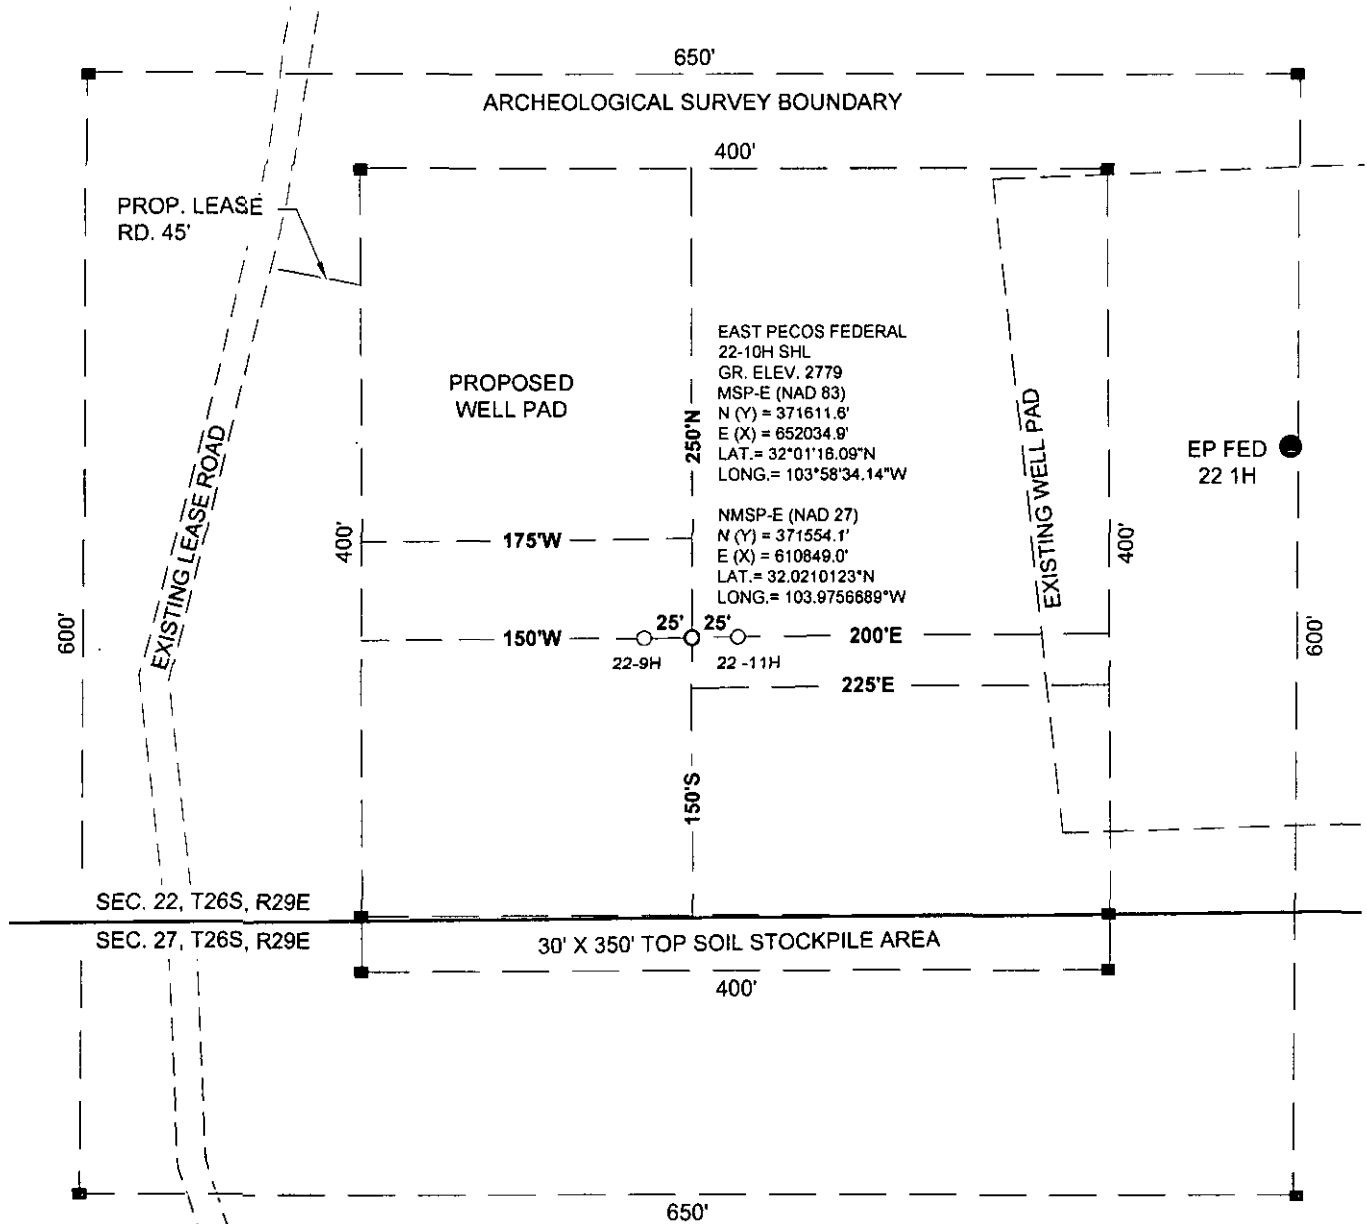 650'
ARCHEOLOGICAL SURVEY BOUNDARY
400'
PROP. LEASE
RD. 45'
EAST PECOS FEDERAL
22-10H SHL
GR. ELEV. 2779
MSP-E (NAD 83)
N (Y) = 371611.6'
E (X) = 652034.9'
LAT.= 32°01'16.09"N
LONG.= 103°58'34.14"W
PROPOSED
WELL PAD
250'N
EXISTING WELL PAD
EP FED
22 1H
EXISTING LEASE ROAD
NMSP-E (NAD 27)
N (Y) = 371554.1'
E (X) = 610849.0'
LAT.= 32.0210123°N
LONG.= 103.9756689°W
400'
175'W
400'
600'
150'W
25'
25'
200'E
600'
22-9H
22 -11H
225'E
150'S
SEC. 22, T26S, R29E
SEC. 27, T26S, R29E
30' X 350' TOP SOIL STOCKPILE AREA
400'
650'